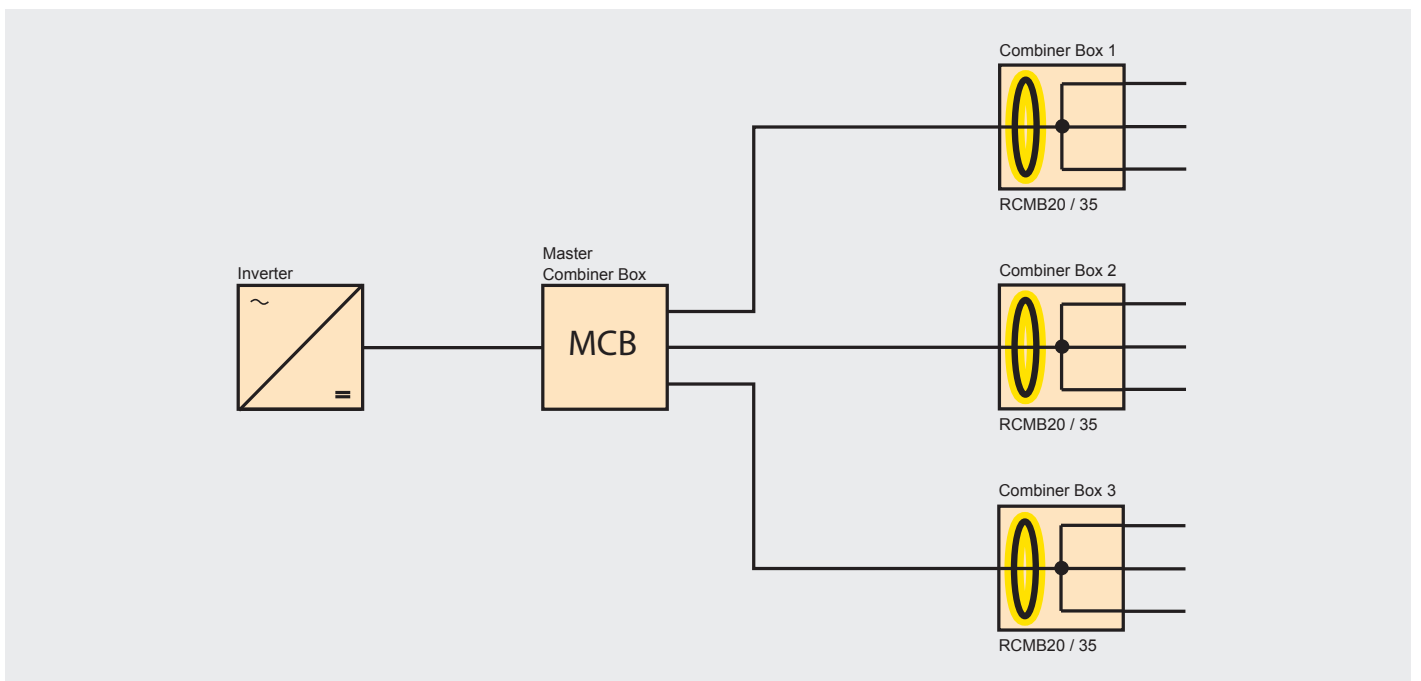 Combiner Box 1
RCMB20 / 35
Master
Combiner Box
Inverter
MCB
Combiner Box 2
RCMB20 / 35
Combiner Box 3
RCMB20 / 35